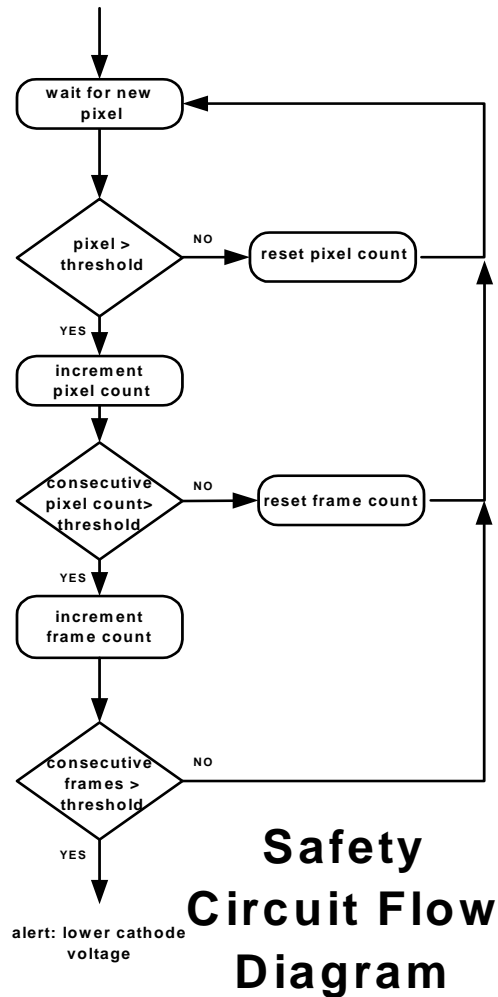 wait for new
pixel
pixel >
threshold
NO
reset pixel count
YES
increment
pixel count
consecutive
pixel count>
threshold
NO
reset frame count
YES
increment
frame count
consecutive
frames >
threshold
NO
YES
alert: lower cathode
voltage
Safety
Circuit Flow
Diagram